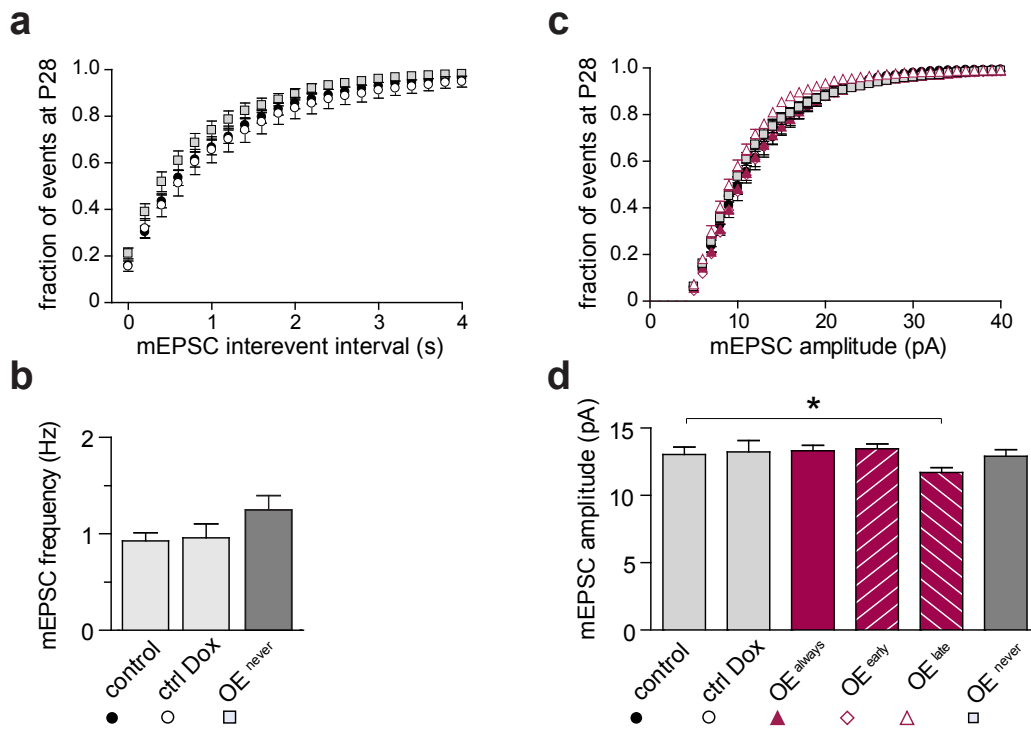 a
fraction of events at P28
1.0
0.8
0.6
0.4
0.2
0
0 1 2 3 4
mEPSC interevent interval (s)
c
fraction of events at P28
1.0
0.8
0.6
0.4
0.2
0
0 10 20 30 40
mEPSC amplitude (pA)
b
mEPSC frequency (Hz)
2
1
0
control
ctrl Dox
OE never
d
mEPSC amplitude (pA)
15
10
5
0
*
control
ctrl Dox
OE always
OE early
OE late
OE never